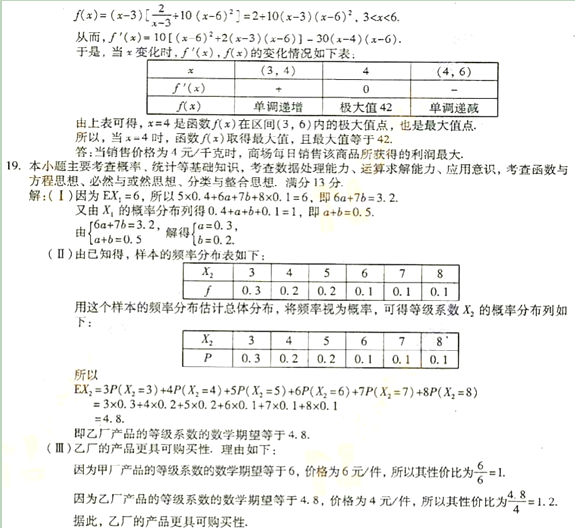 f(x)=(x-3)[2/(x-3)+10(x-6)²]=2+10(x-3)(x-6)², 3<x<6.
从而, f'(x)=10[(x-6)²+2(x-3)(x-6)]=30(x-4)(x-6).
于是, 当x变化时, f'(x), f(x)的变化情况如下表:
x (3, 4) 4 (4, 6)
f'(x) + 0 -
f(x) 单调递增 极大值42 单调递减
由上表可得, x=4是函数f(x)在区间(3, 6)内的极大值点, 也是最大值点.
所以, 当x=4时, 函数f(x)取得最大值, 且最大值等于42.
答:当销售价格为4元/千克时, 商场每日销售该商品所获得的利润最大.
19. 本小题主要考查概率、统计等基础知识, 考查数据处理能力、运算求解能力、应用意识, 考查函数与
方程思想、必然与或然思想、分类与整合思想. 满分13分.
解:(Ⅰ)因为EX₁=6, 所以5×0.4+6a+7b+8×0.1=6, 即6a+7b=3.2.
又由X₁的概率分布列得0.4+a+b+0.1=1, 即a+b=0.5.
由{6a+7b=3.2, a+b=0.5 解得{a=0.3, b=0.2.
(Ⅱ)由已知得, 样本的频率分布表如下:
X₂ 3 4 5 6 7 8
f 0.3 0.2 0.2 0.1 0.1 0.1
用这个样本的频率分布估计总体分布, 将频率视为概率, 可得等级系数X₂的概率分布列如
下:
X₂ 3 4 5 6 7 8
P 0.3 0.2 0.2 0.1 0.1 0.1
所以
EX₂=3P(X₂=3)+4P(X₂=4)+5P(X₂=5)+6P(X₂=6)+7P(X₂=7)+8P(X₂=8)
=3×0.3+4×0.2+5×0.2+6×0.1+7×0.1+8×0.1
=4.8.
即乙厂产品的等级系数的数学期望等于4.8.
(Ⅲ)乙厂的产品更具可购买性. 理由如下:
因为甲厂产品的等级系数的数学期望等于6, 价格为6元/件, 所以其性价比为6/6=1.
因为乙厂产品的等级系数的数学期望等于4.8, 价格为4元/件, 所以其性价比为4.8/4=1.2.
据此, 乙厂的产品更具可购买性.